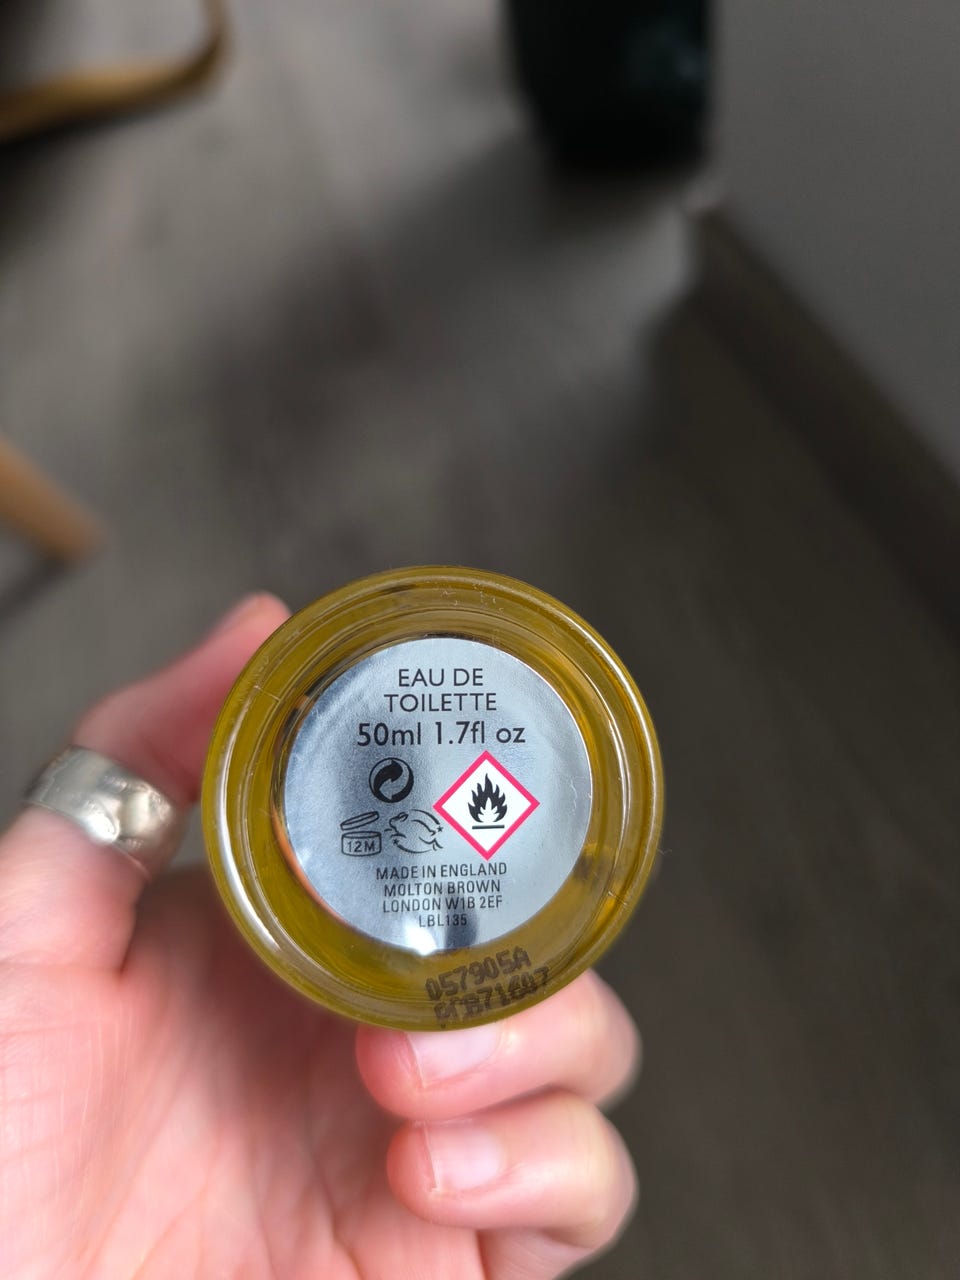 EAU DE
TOILETTE
50ml 1.7fl oz
12M
MADE IN ENGLAND
MOLTON BROWN
LONDON W1B 2EF
LBL135
057905A